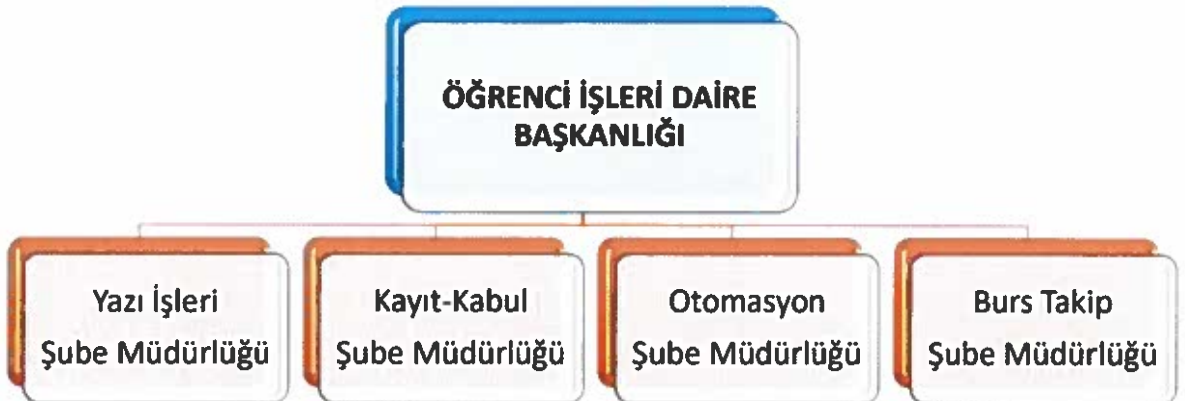 ÖĞRENCİ İŞLERİ DAİRE
BAŞKANLIĞI
Yazı İşleri
Şube Müdürlüğü
Kayıt-Kabul
Şube Müdürlüğü
Otomasyon
Şube Müdürlüğü
Burs Takip
Şube Müdürlüğü